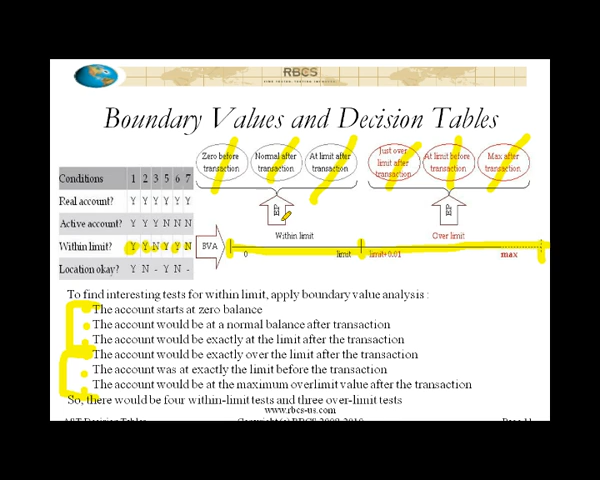 RBCS
Boundary Values and Decision Tables
Zero before transaction
Normal after transaction
At limit after transaction
Just over limit after transaction
At limit before transaction
Max after transaction
Conditions 1 2 3 5 6 7
Real account? Y Y Y Y Y Y
Active account? Y Y Y N N N
Within limit? Y Y N Y Y N
Location okay? Y N - Y N -
BVA
EP
EP
Within limit
Over limit
0
limit
limit+0.01
max
To find interesting tests for within limit, apply boundary value analysis :
The account starts at zero balance
The account would be at a normal balance after transaction
The account would be exactly at the limit after the transaction
The account would be exactly over the limit after the transaction
The account was at exactly the limit before the transaction
The account would be at the maximum overlimit value after the transaction
So, there would be four within-limit tests and three over-limit tests
www.rbcs-us.com